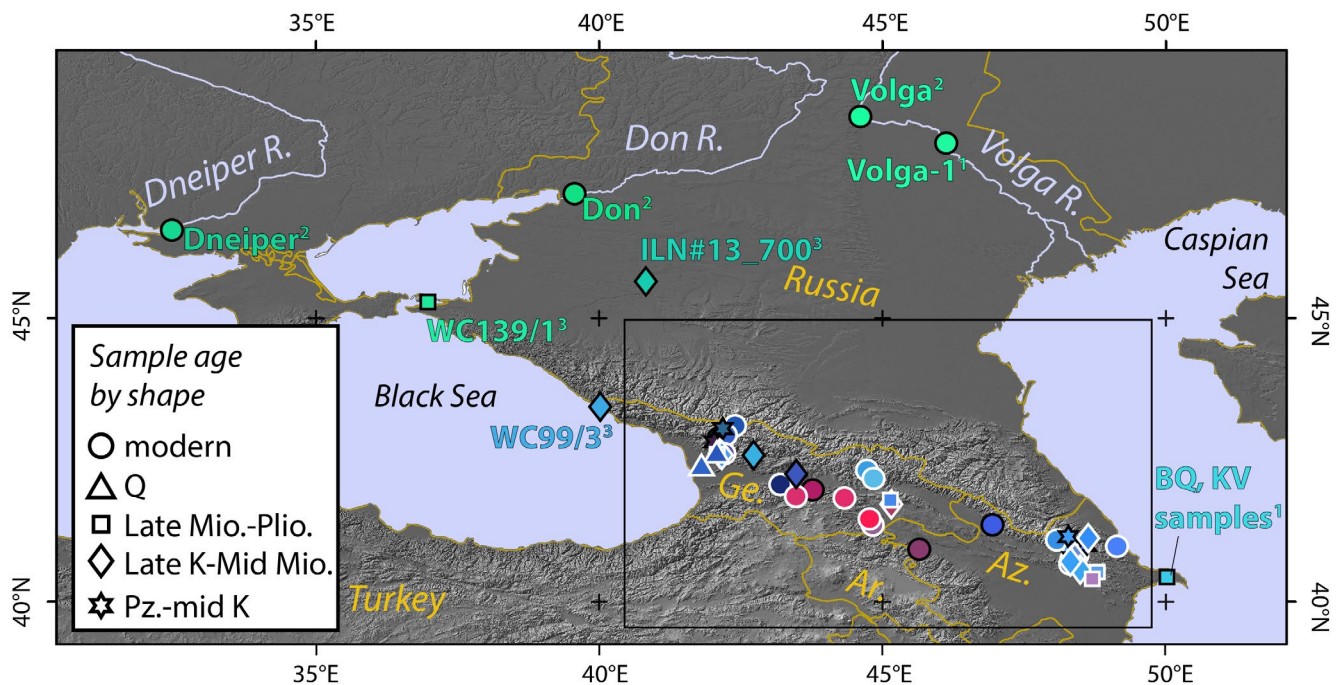 35°E 40°E 45°E 50°E
Volga²
Don R.
Dneiper R.
Volga-1¹
Volga R.
Don²
Dneiper²
Caspian
Sea
ILN#13_700³
Russia
45°N 45°N
WC139/1³
Sample age
by shape
modern
Q
Late Mio.-Plio.
Late K-Mid Mio.
Pz.-mid K
Black Sea
WC99/3³
Ge.
BQ, KV
samples¹
Az.
Ar.
Turkey
40°N 40°N
35°E 40°E 45°E 50°E